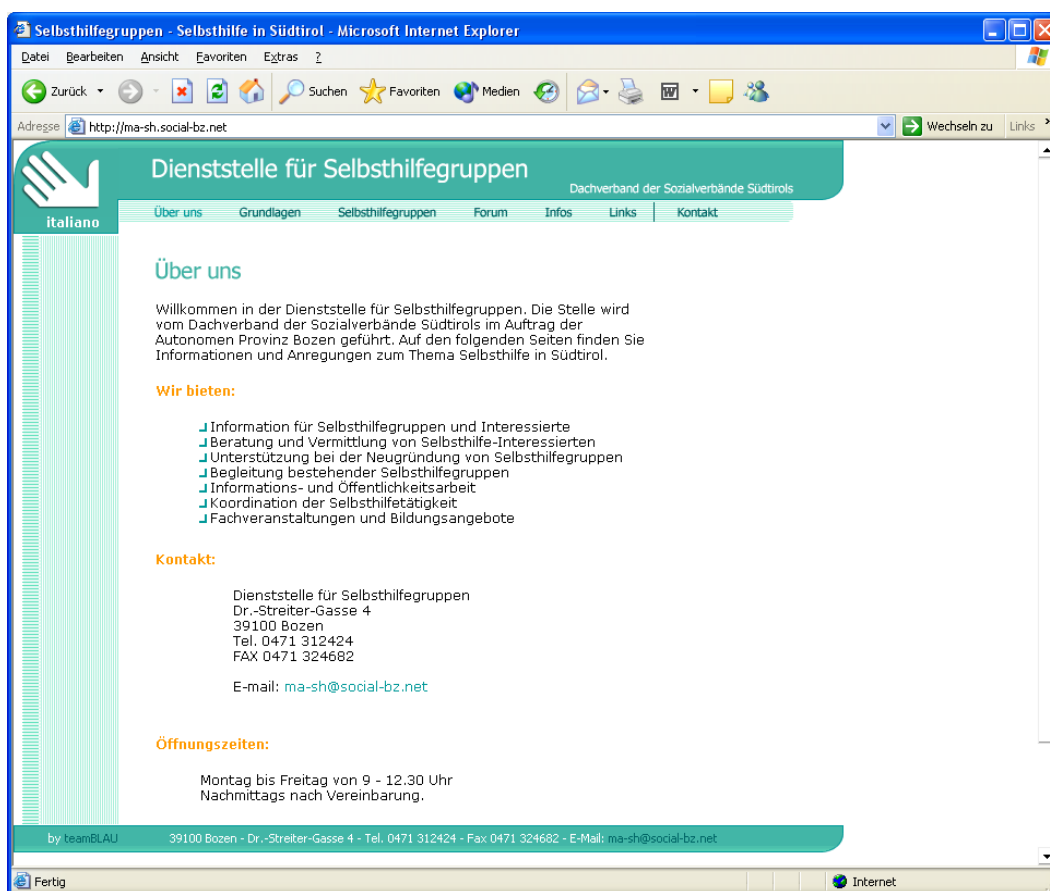 Selbsthilfegruppen - Selbsthilfe in Südtirol - Microsoft Internet Explorer
Datei Bearbeiten Ansicht Favoriten Extras ?
Zurück Suchen Favoriten Medien
Adresse http://ma-sh.social-bz.net Wechseln zu Links
Dienststelle für Selbsthilfegruppen
Dachverband der Sozialverbände Südtirols
italiano
Über uns Grundlagen Selbsthilfegruppen Forum Infos Links Kontakt
Über uns
Willkommen in der Dienststelle für Selbsthilfegruppen. Die Stelle wird
vom Dachverband der Sozialverbände Südtirols im Auftrag der
Autonomen Provinz Bozen geführt. Auf den folgenden Seiten finden Sie
Informationen und Anregungen zum Thema Selbsthilfe in Südtirol.
Wir bieten:
Information für Selbsthilfegruppen und Interessierte
Beratung und Vermittlung von Selbsthilfe-Interessierten
Unterstützung bei der Neugründung von Selbsthilfegruppen
Begleitung bestehender Selbsthilfegruppen
Informations- und Öffentlichkeitsarbeit
Koordination der Selbsthilfetätigkeit
Fachveranstaltungen und Bildungsangebote
Kontakt:
Dienststelle für Selbsthilfegruppen
Dr.-Streiter-Gasse 4
39100 Bozen
Tel. 0471 312424
FAX 0471 324682
E-mail: ma-sh@social-bz.net
Öffnungszeiten:
Montag bis Freitag von 9 - 12.30 Uhr
Nachmittags nach Vereinbarung.
by teamBLAU 39100 Bozen - Dr.-Streiter-Gasse 4 - Tel. 0471 312424 - Fax 0471 324682 - E-Mail: ma-sh@social-bz.net
Fertig Internet